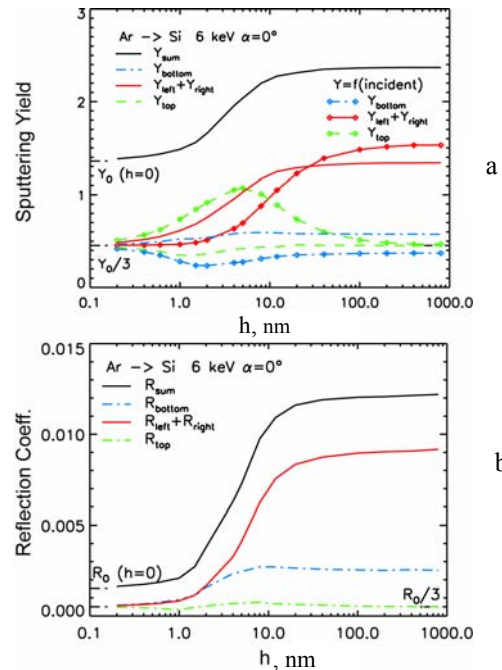 3
2
1
0
Sputtering Yield
Ar -> Si 6 keV α=0°
Y_sum
Y_bottom
Y_left+Y_right
Y_top
Y=f(incident)
Y_bottom
Y_left+Y_right
Y_top
Y_0 (h=0)
Y_0/3
0.1 1.0 10.0 100.0 1000.0
h, nm
a
0.015
0.010
0.005
0.000
Reflection Coeff.
Ar -> Si 6 keV α=0°
R_sum
R_bottom
R_left+R_right
R_top
R_0 (h=0)
R_0/3
0.1 1.0 10.0 100.0 1000.0
h, nm
b